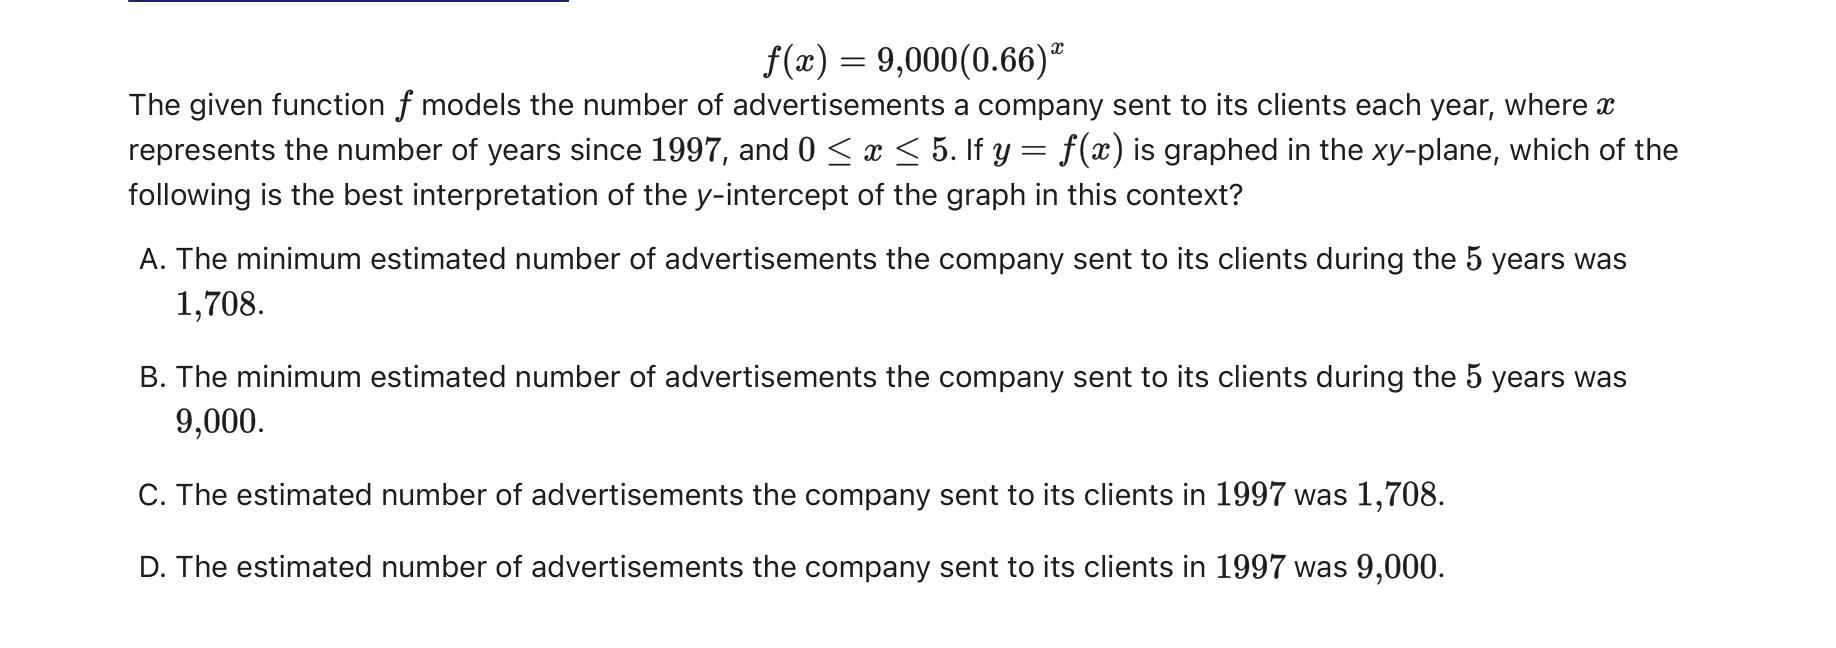 f(x) = 9,000(0.66)^x
The given function f models the number of advertisements a company sent to its clients each year, where x
represents the number of years since 1997, and 0 ≤ x ≤ 5. If y = f(x) is graphed in the xy-plane, which of the
following is the best interpretation of the y-intercept of the graph in this context?
A. The minimum estimated number of advertisements the company sent to its clients during the 5 years was
1,708.
B. The minimum estimated number of advertisements the company sent to its clients during the 5 years was
9,000.
C. The estimated number of advertisements the company sent to its clients in 1997 was 1,708.
D. The estimated number of advertisements the company sent to its clients in 1997 was 9,000.